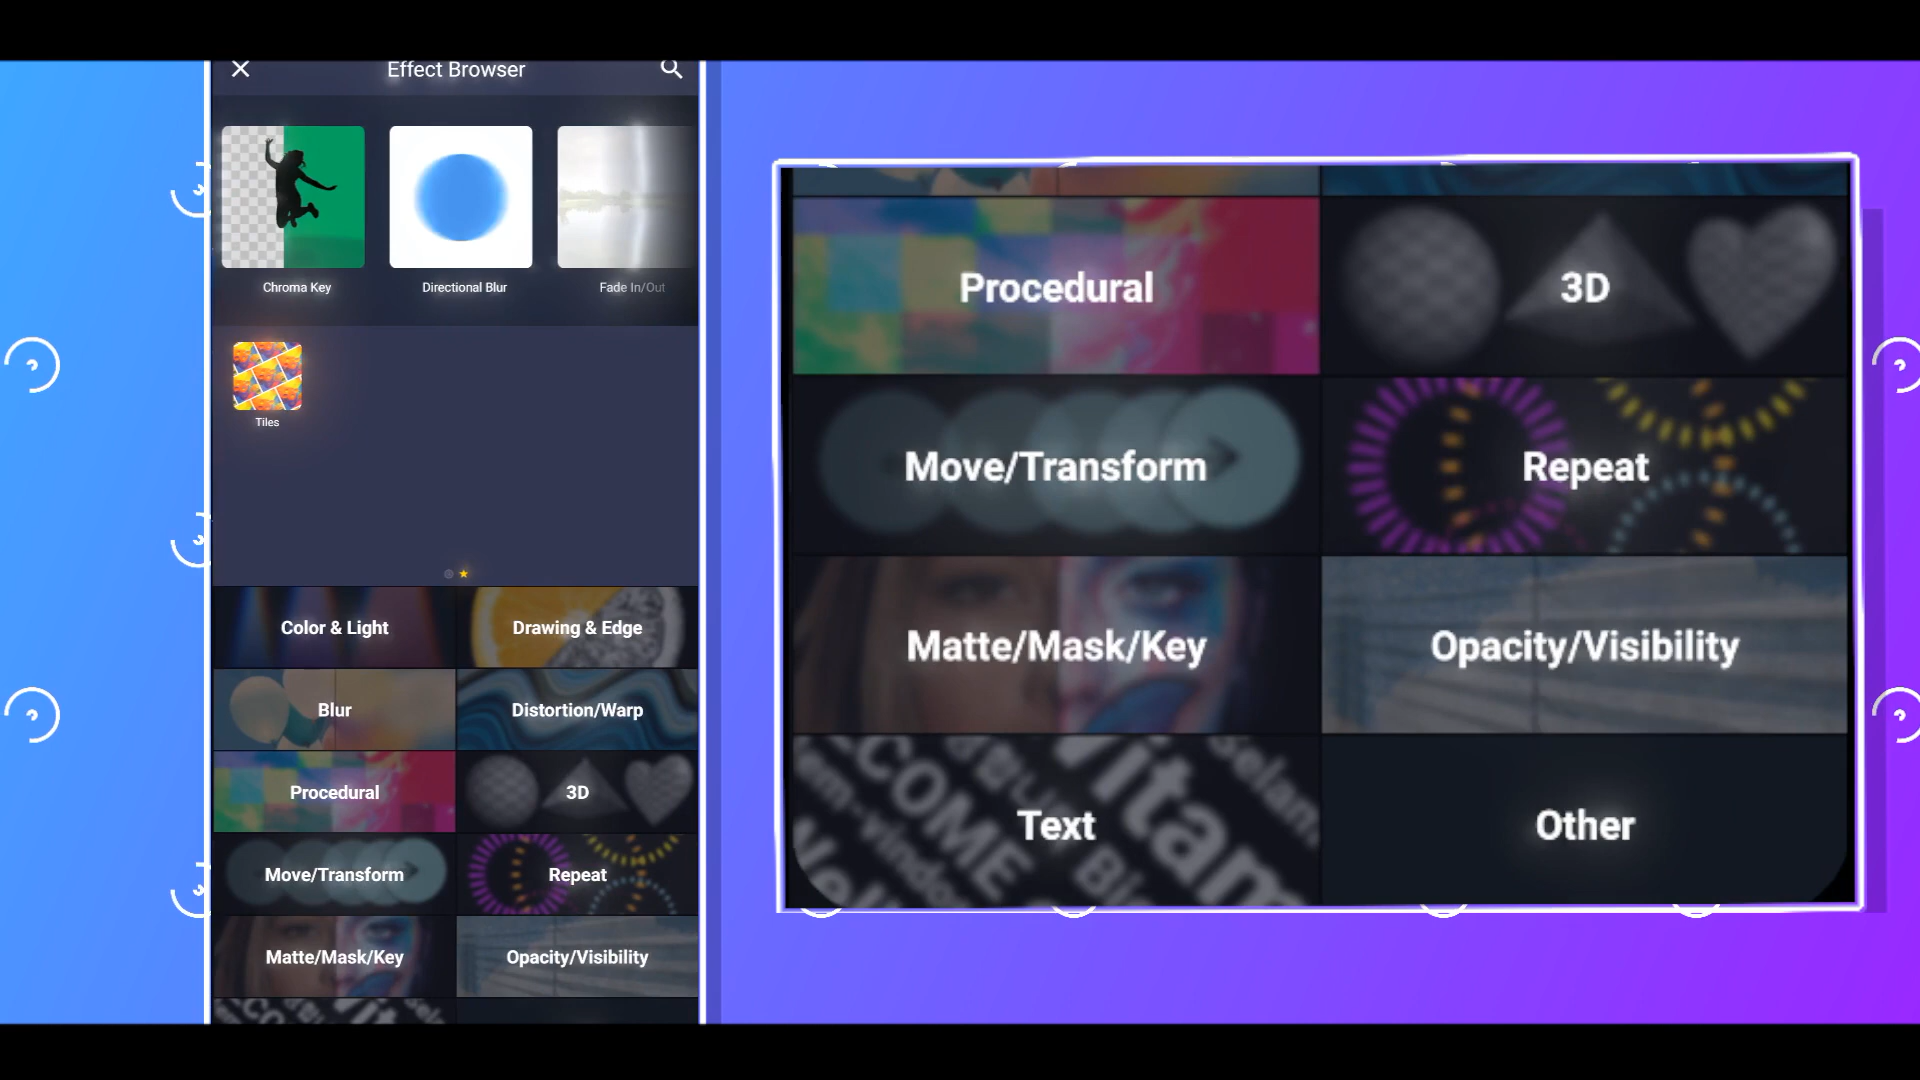 Effect Browser
Chroma Key
Directional Blur
Fade In/Out
Tiles
Color & Light
Drawing & Edge
Blur
Distortion/Warp
Procedural
3D
Move/Transform
Repeat
Matte/Mask/Key
Opacity/Visibility
Procedural
3D
Move/Transform
Repeat
Matte/Mask/Key
Opacity/Visibility
Text
Other